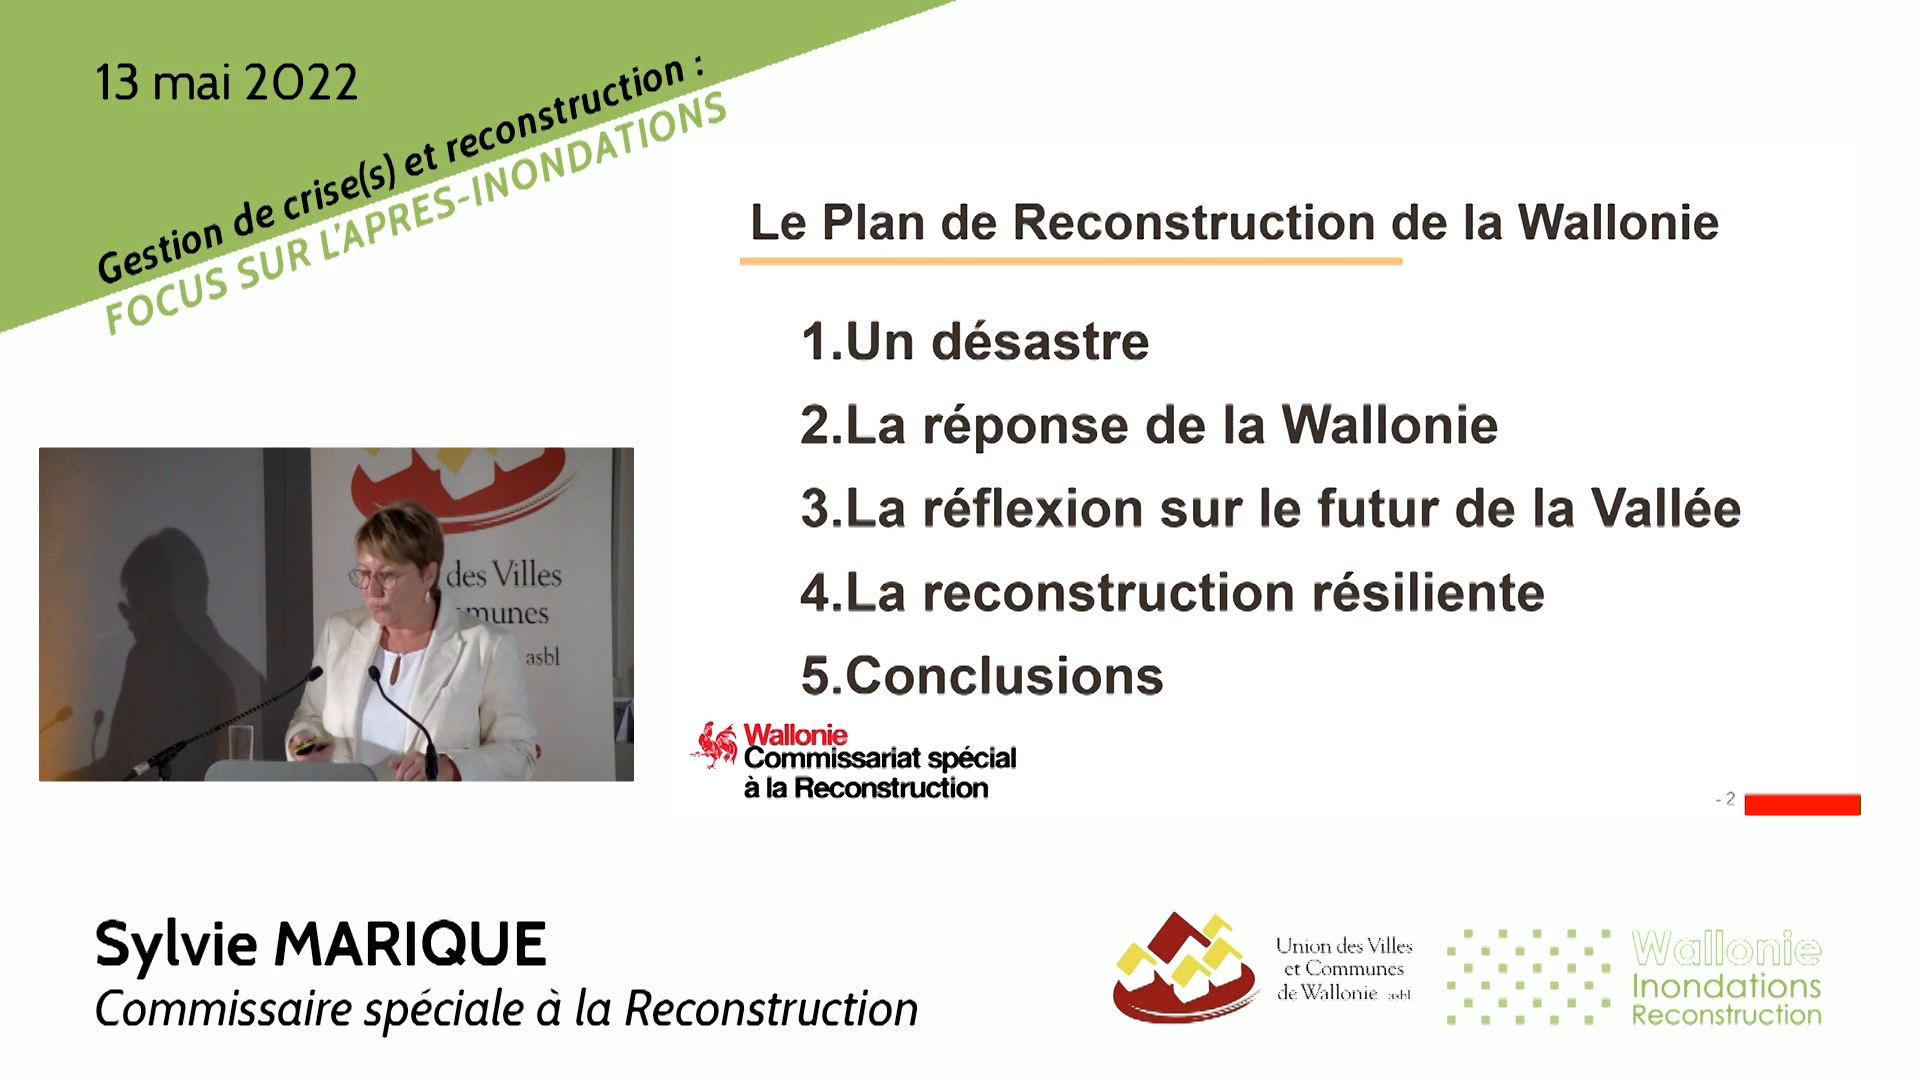 13 mai 2022
Gestion de crise(s) et reconstruction :
FOCUS SUR L'APRES-INONDATIONS
Le Plan de Reconstruction de la Wallonie
1.Un désastre
2.La réponse de la Wallonie
3.La réflexion sur le futur de la Vallée
4.La reconstruction résiliente
5.Conclusions
des Villes
munes
asbl
Wallonie
Commissariat spécial
à la Reconstruction
- 2
Sylvie MARIQUE
Commissaire spéciale à la Reconstruction
Union des Villes
et Communes
de Wallonie asbl
Wallonie
Inondations
Reconstruction